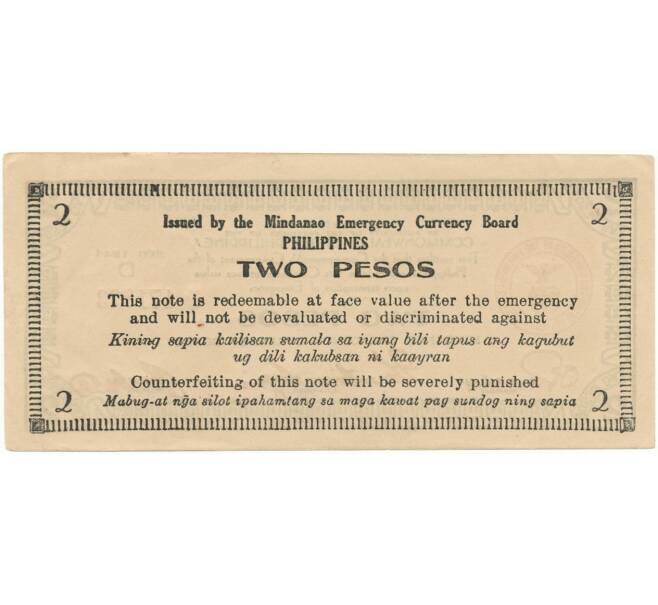 2 2
Issued by the Mindanao Emergency Currency Board
PHILIPPINES
TWO PESOS
This note is redeemable at face value after the emergency
and will not be devaluated or discriminated against
Kining sapia kailisan sumala sa iyang bili tapus ang kagubut
ug dili kakubsan ni kaayran
Counterfeiting of this note will be severely punished
Mabug-at nga silot ipahamtang sa maga kawat pag sundog ning sapia
2 2